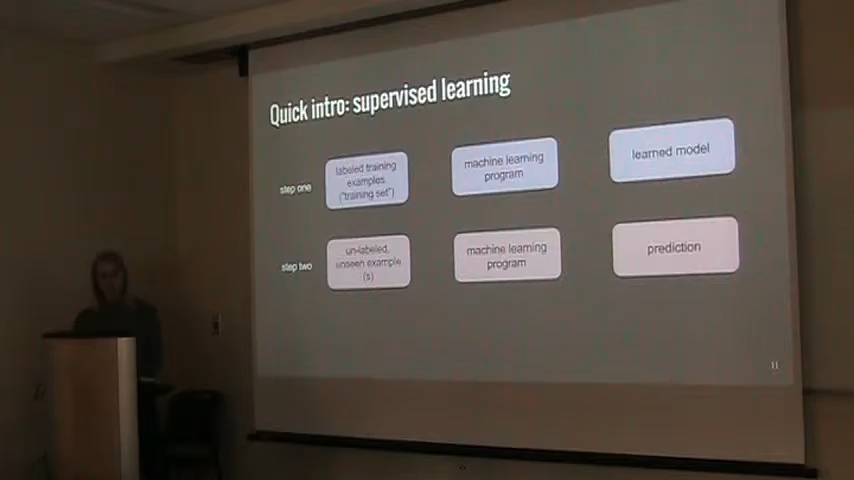 Quick intro: supervised learning
step one
labeled training
examples
("training set")
machine learning
program
learned model
step two
un-labeled,
unseen example
(s)
machine learning
program
prediction
11